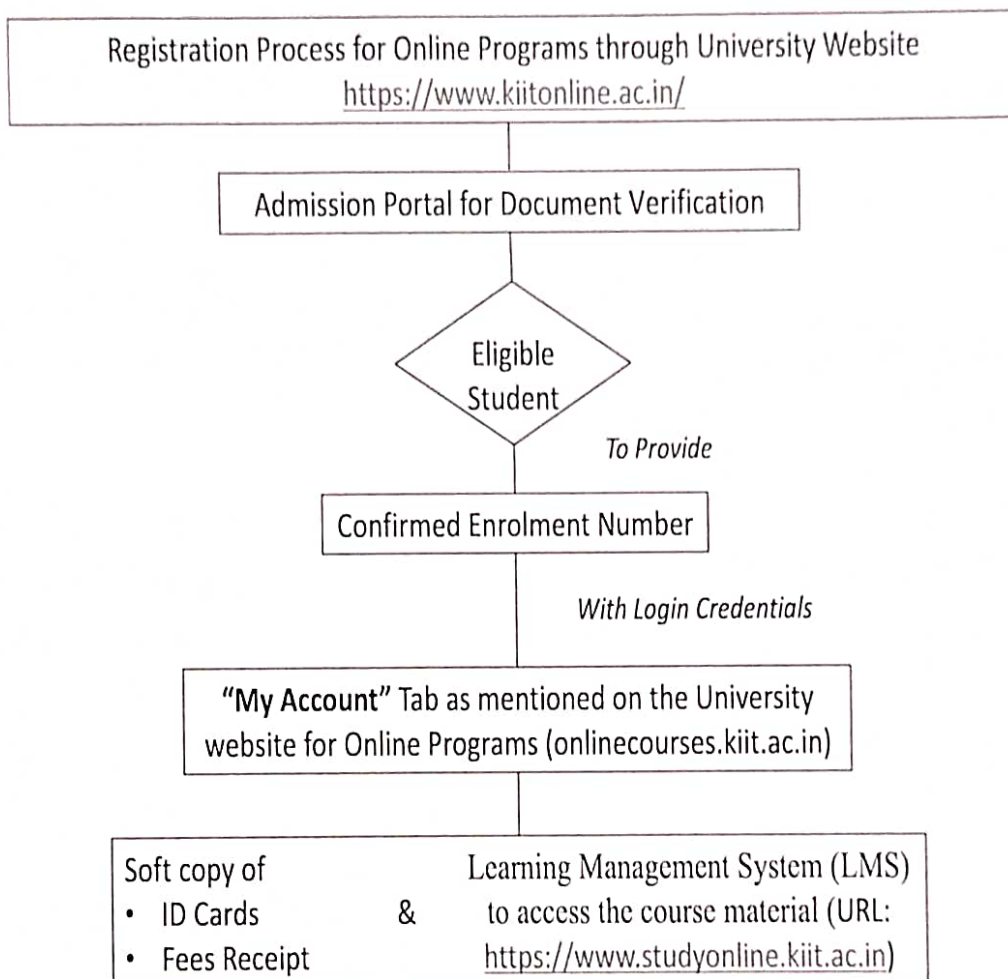 Registration Process for Online Programs through University Website
https://www.kiitonline.ac.in/
Admission Portal for Document Verification
Eligible
Student
To Provide
Confirmed Enrolment Number
With Login Credentials
“My Account” Tab as mentioned on the University
website for Online Programs (onlinecourses.kiit.ac.in)
Soft copy of
• ID Cards
• Fees Receipt
&
Learning Management System (LMS)
to access the course material (URL:
https://www.studyonline.kiit.ac.in)